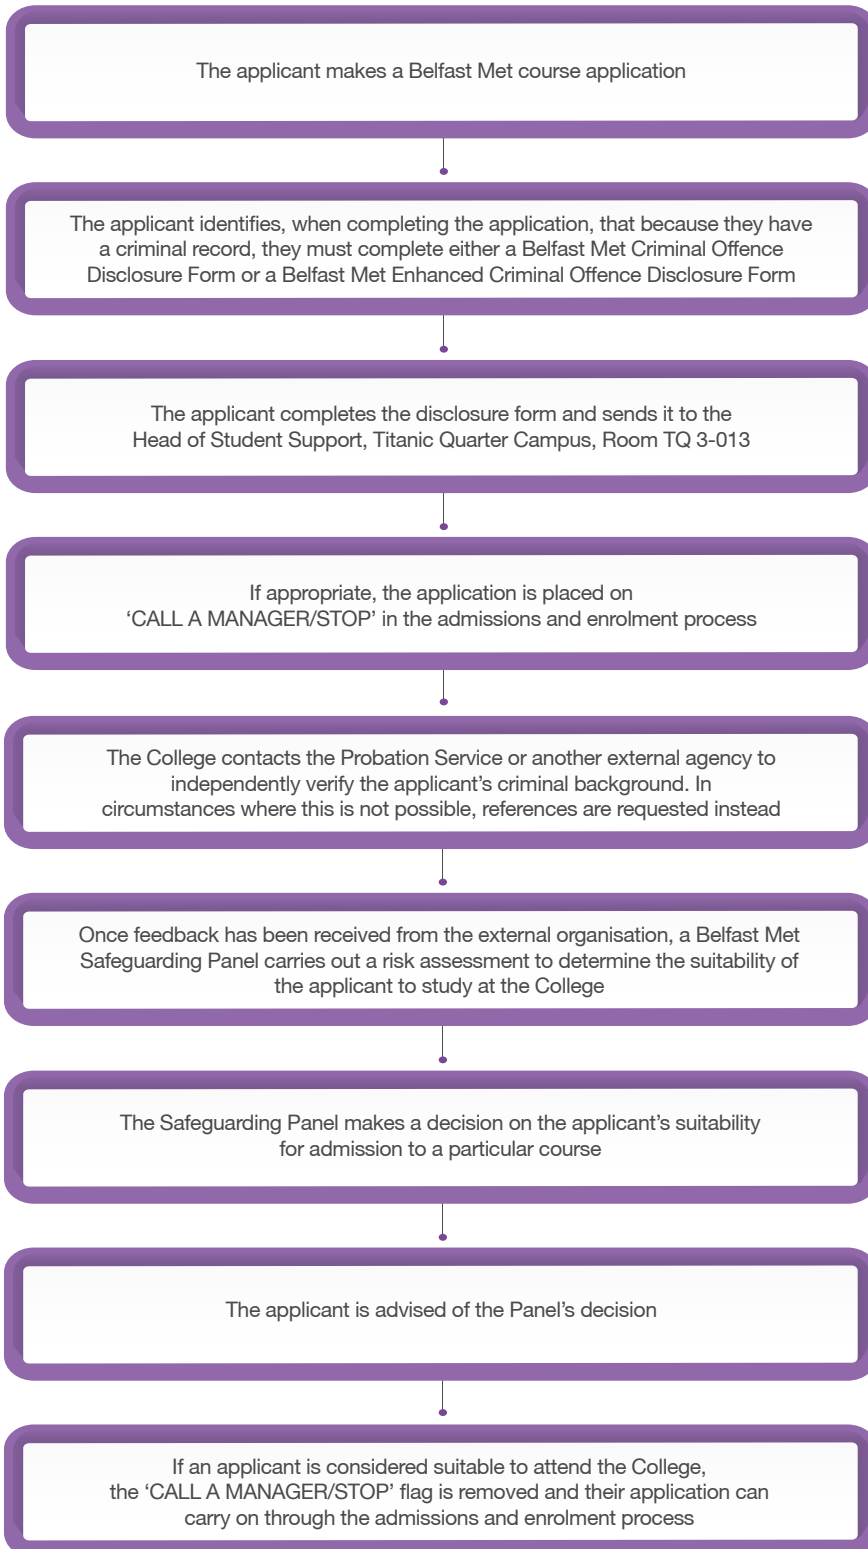 The applicant makes a Belfast Met course application
The applicant identifies, when completing the application, that because they have
a criminal record, they must complete either a Belfast Met Criminal Offence
Disclosure Form or a Belfast Met Enhanced Criminal Offence Disclosure Form
The applicant completes the disclosure form and sends it to the
Head of Student Support, Titanic Quarter Campus, Room TQ 3-013
If appropriate, the application is placed on
‘CALL A MANAGER/STOP’ in the admissions and enrolment process
The College contacts the Probation Service or another external agency to
independently verify the applicant’s criminal background. In
circumstances where this is not possible, references are requested instead
Once feedback has been received from the external organisation, a Belfast Met
Safeguarding Panel carries out a risk assessment to determine the suitability of
the applicant to study at the College
The Safeguarding Panel makes a decision on the applicant’s suitability
for admission to a particular course
The applicant is advised of the Panel’s decision
If an applicant is considered suitable to attend the College,
the ‘CALL A MANAGER/STOP’ flag is removed and their application can
carry on through the admissions and enrolment process